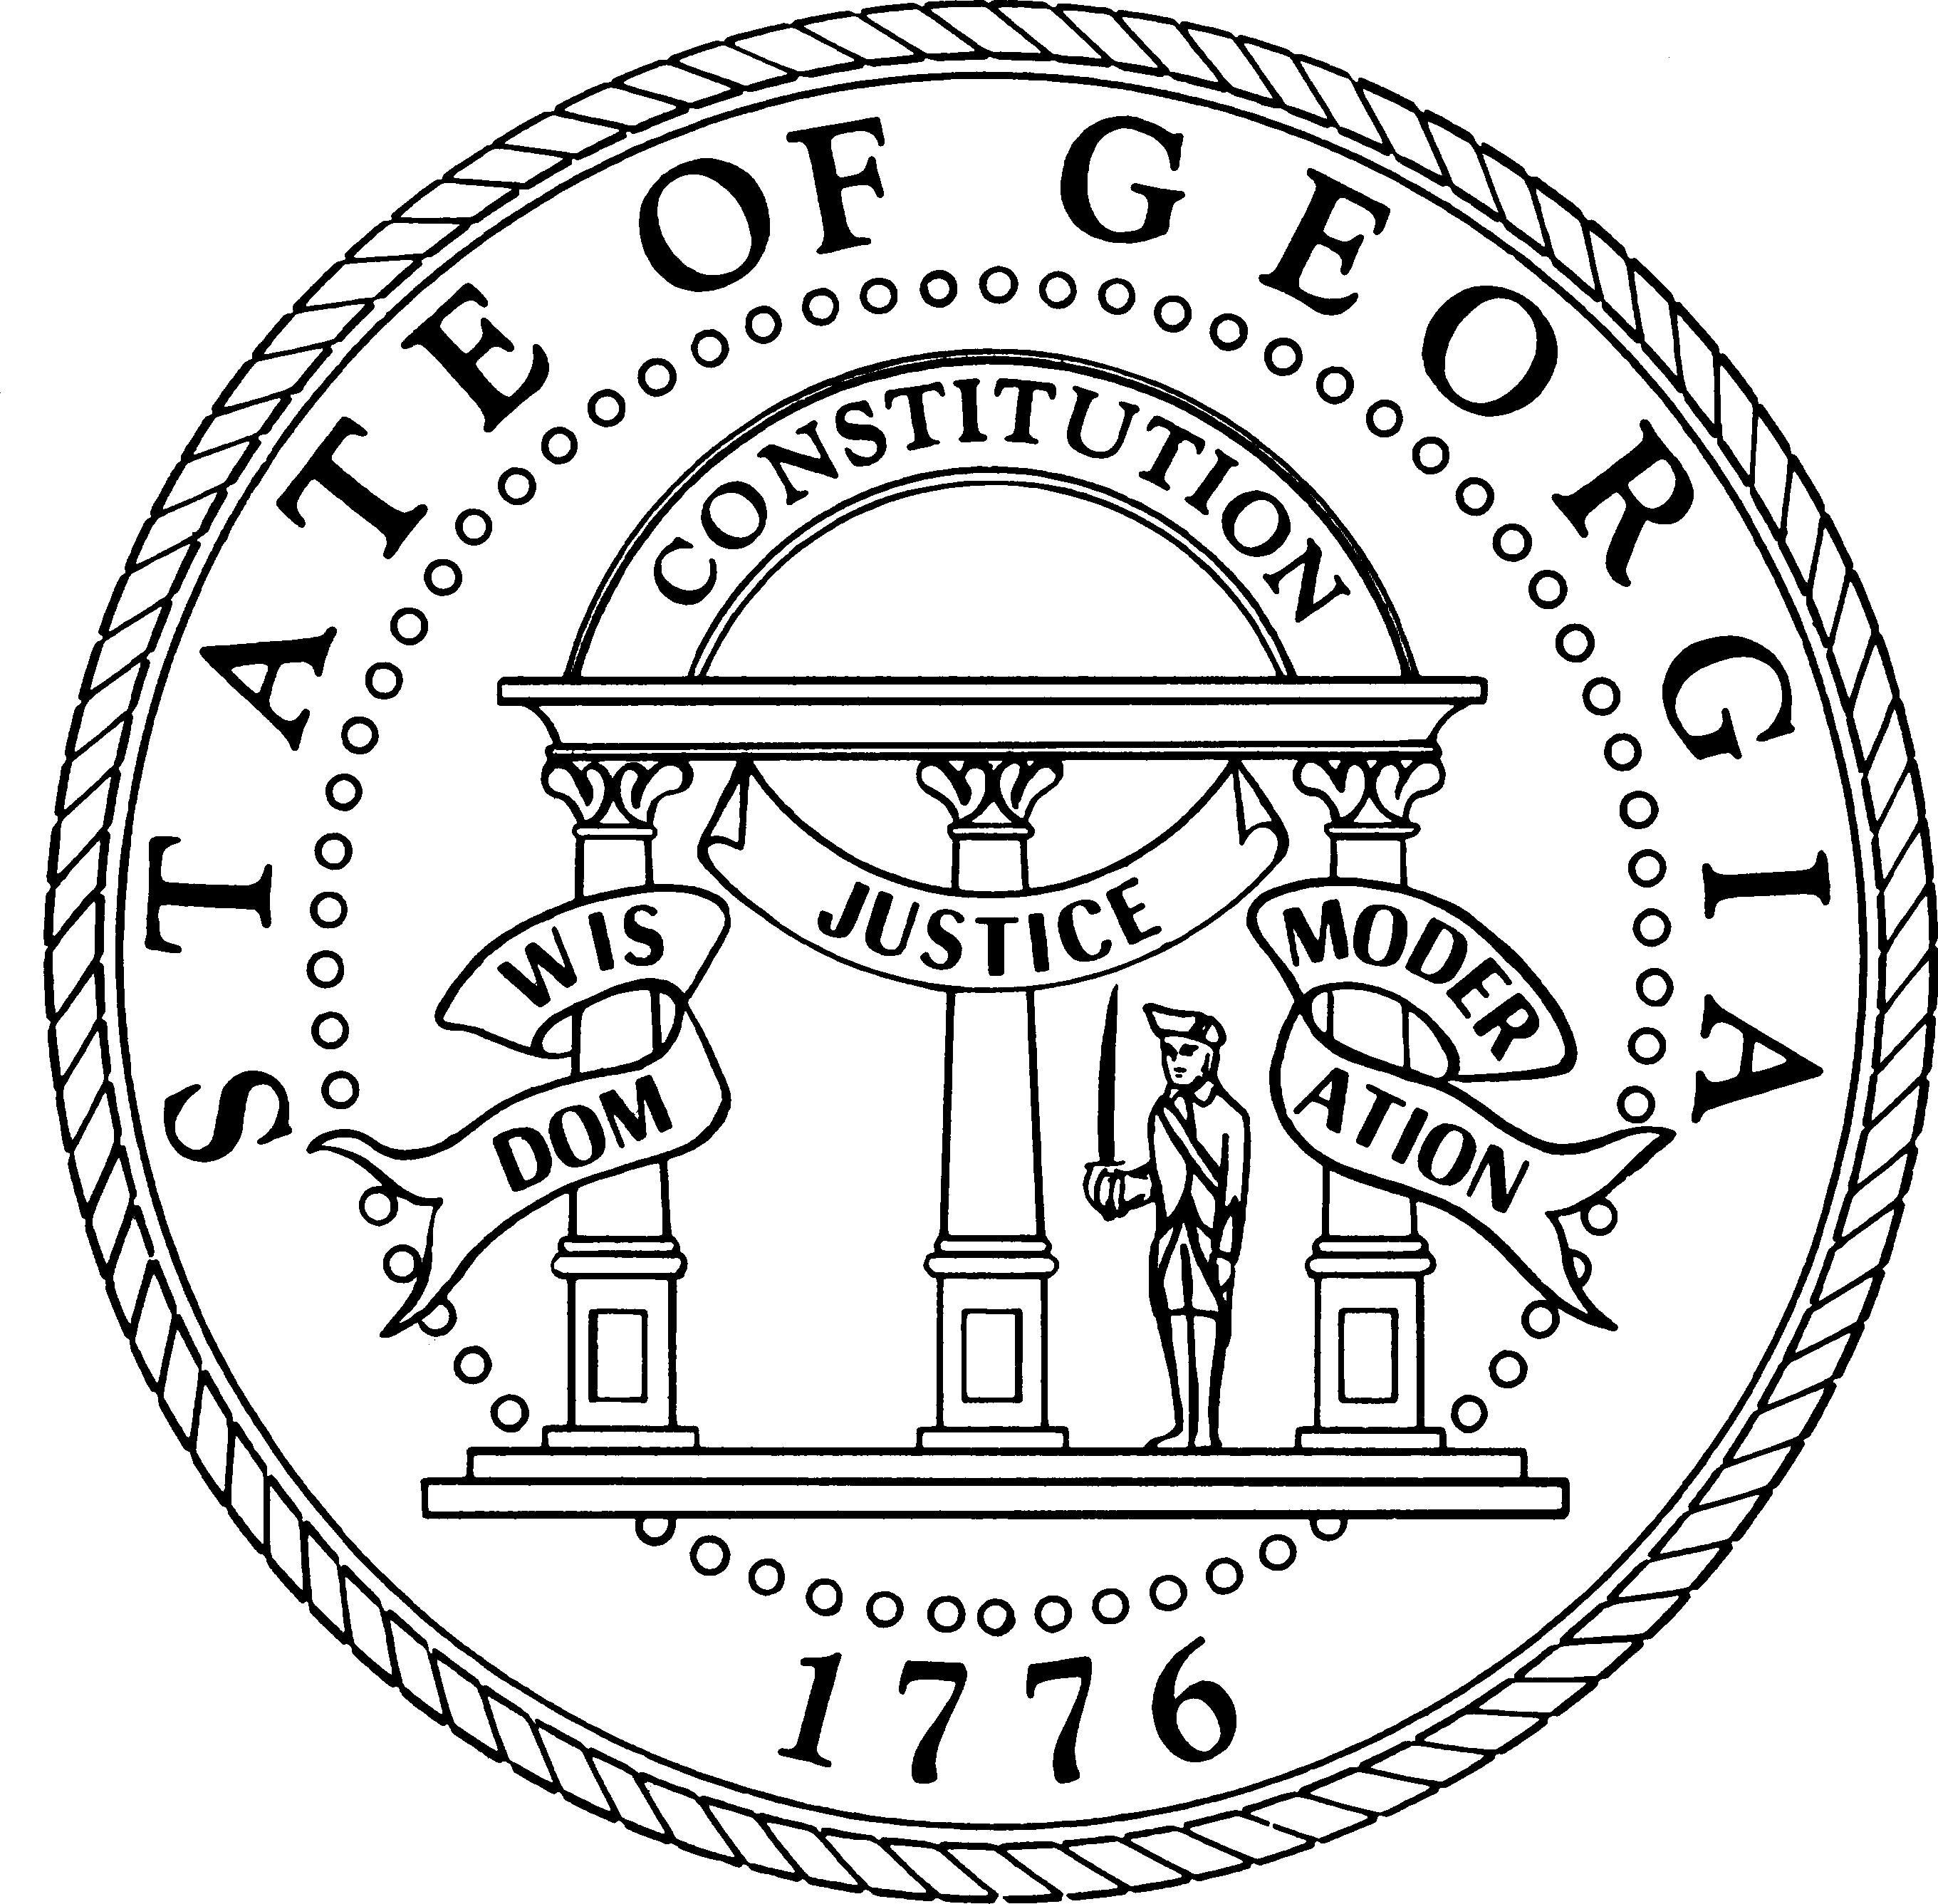 STATE OF GEORGIA
CONSTITUTION
WIS
DOM
JUSTICE
MODER
ATION
1776